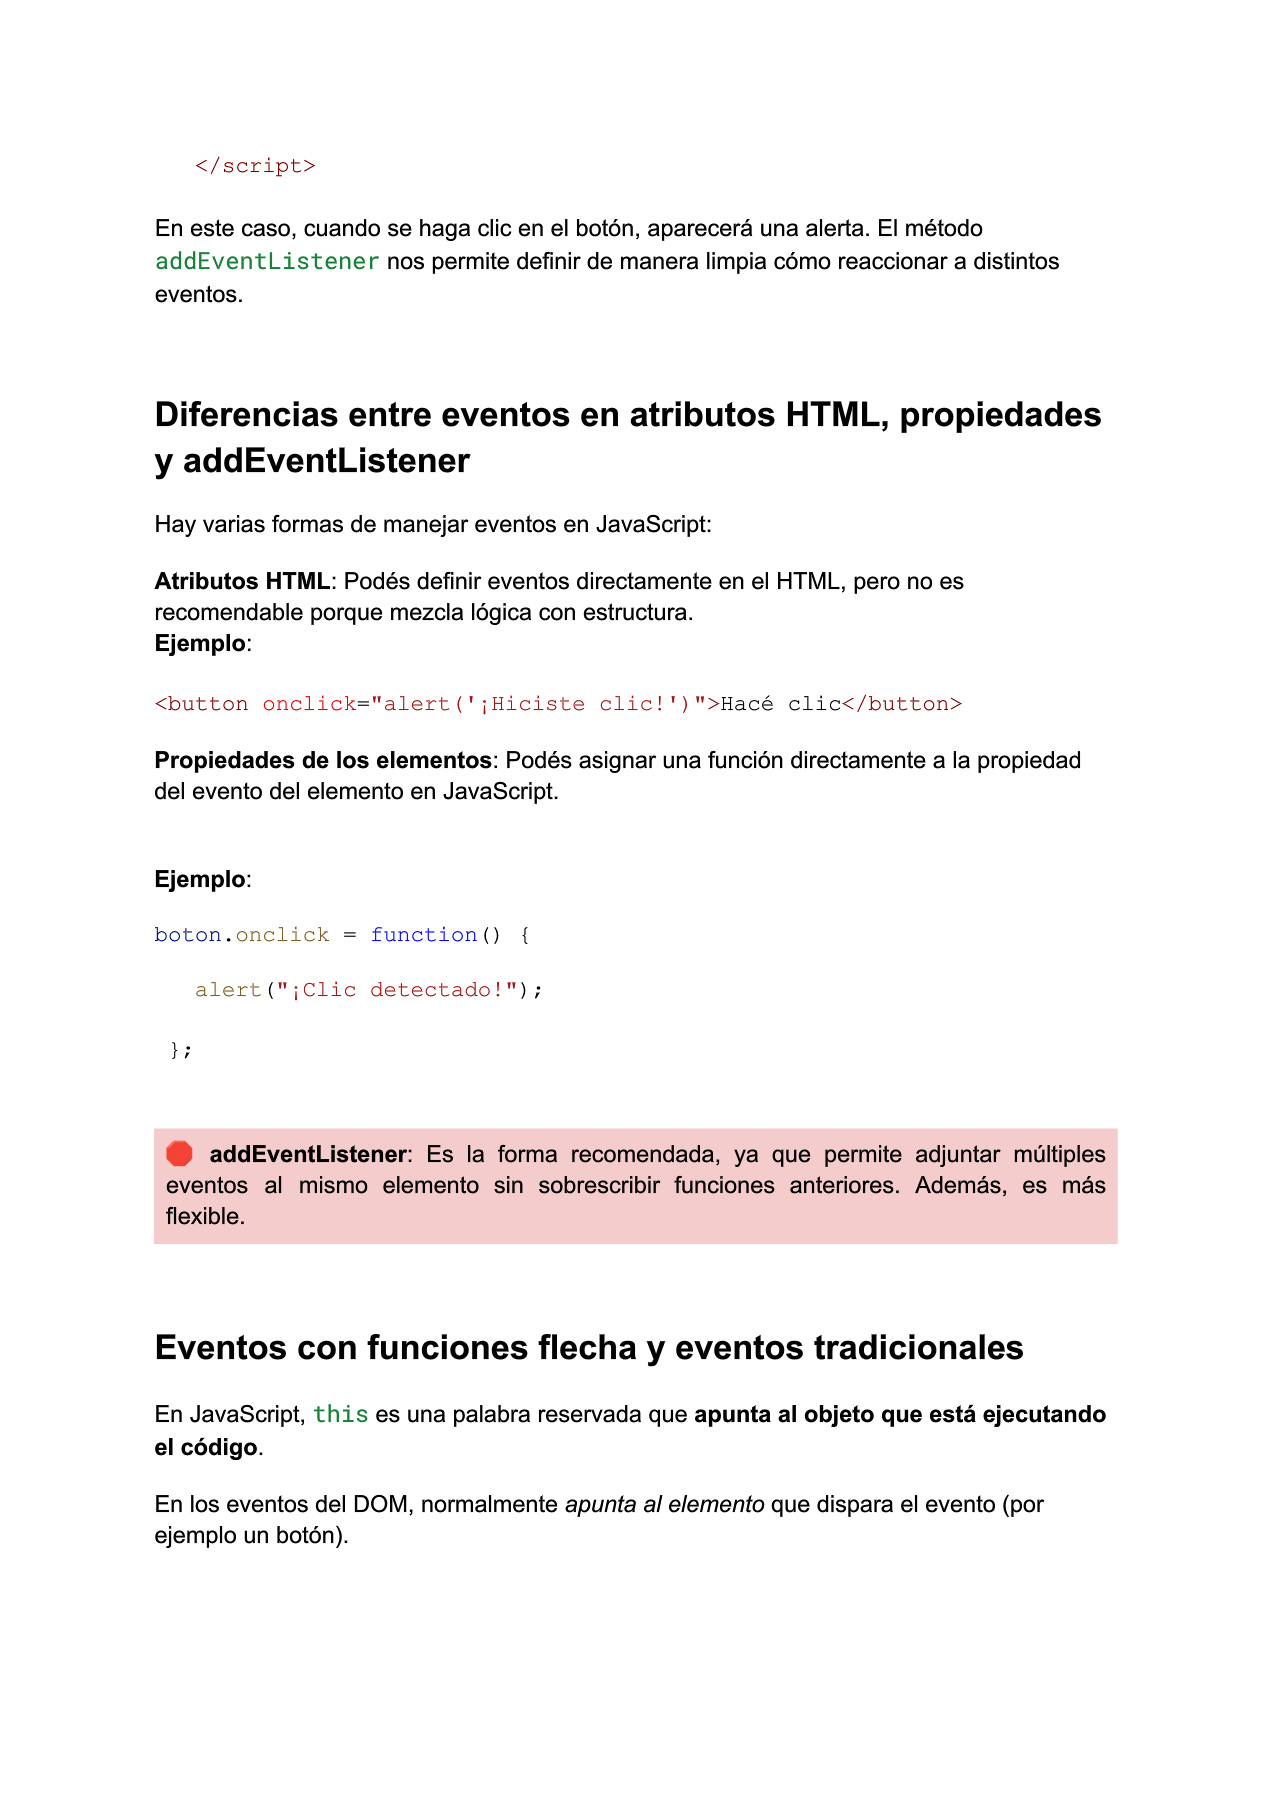 </script>
En este caso, cuando se haga clic en el botón, aparecerá una alerta. El método
addEventListener nos permite definir de manera limpia cómo reaccionar a distintos
eventos.
Diferencias entre eventos en atributos HTML, propiedades
y addEventListener
Hay varias formas de manejar eventos en JavaScript:
Atributos HTML: Podés definir eventos directamente en el HTML, pero no es
recomendable porque mezcla lógica con estructura.
Ejemplo:
<button onclick="alert('¡Hiciste clic!')">Hacé clic</button>
Propiedades de los elementos: Podés asignar una función directamente a la propiedad
del evento del elemento en JavaScript.
Ejemplo:
boton.onclick = function() {
alert("¡Clic detectado!");
};
addEventListener: Es la forma recomendada, ya que permite adjuntar múltiples
eventos al mismo elemento sin sobrescribir funciones anteriores. Además, es más
flexible.
Eventos con funciones flecha y eventos tradicionales
En JavaScript, this es una palabra reservada que apunta al objeto que está ejecutando
el código.
En los eventos del DOM, normalmente apunta al elemento que dispara el evento (por
ejemplo un botón).